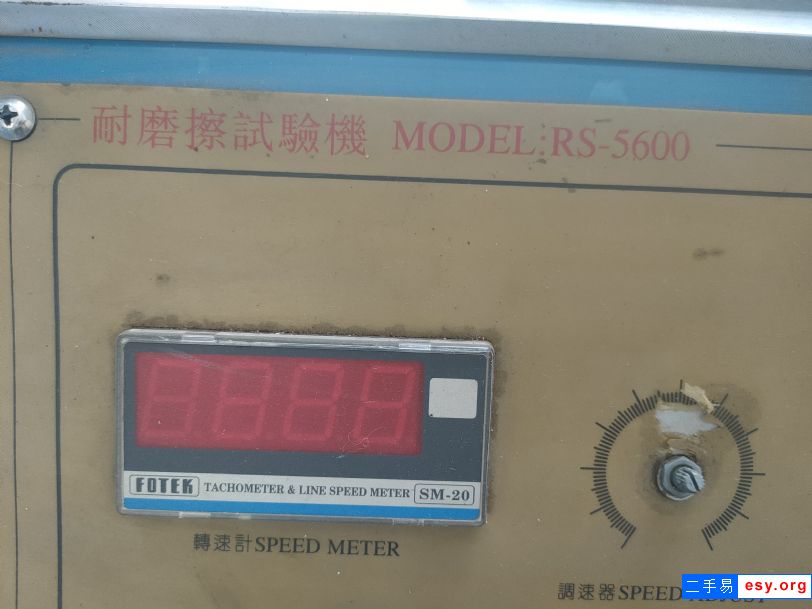 耐磨擦試驗機 MODEL:RS-5600
FOTEK TACHOMETER & LINE SPEED METER SM-20
轉速計SPEED METER
調速器SPEED ADJUST
二手易 esy.org